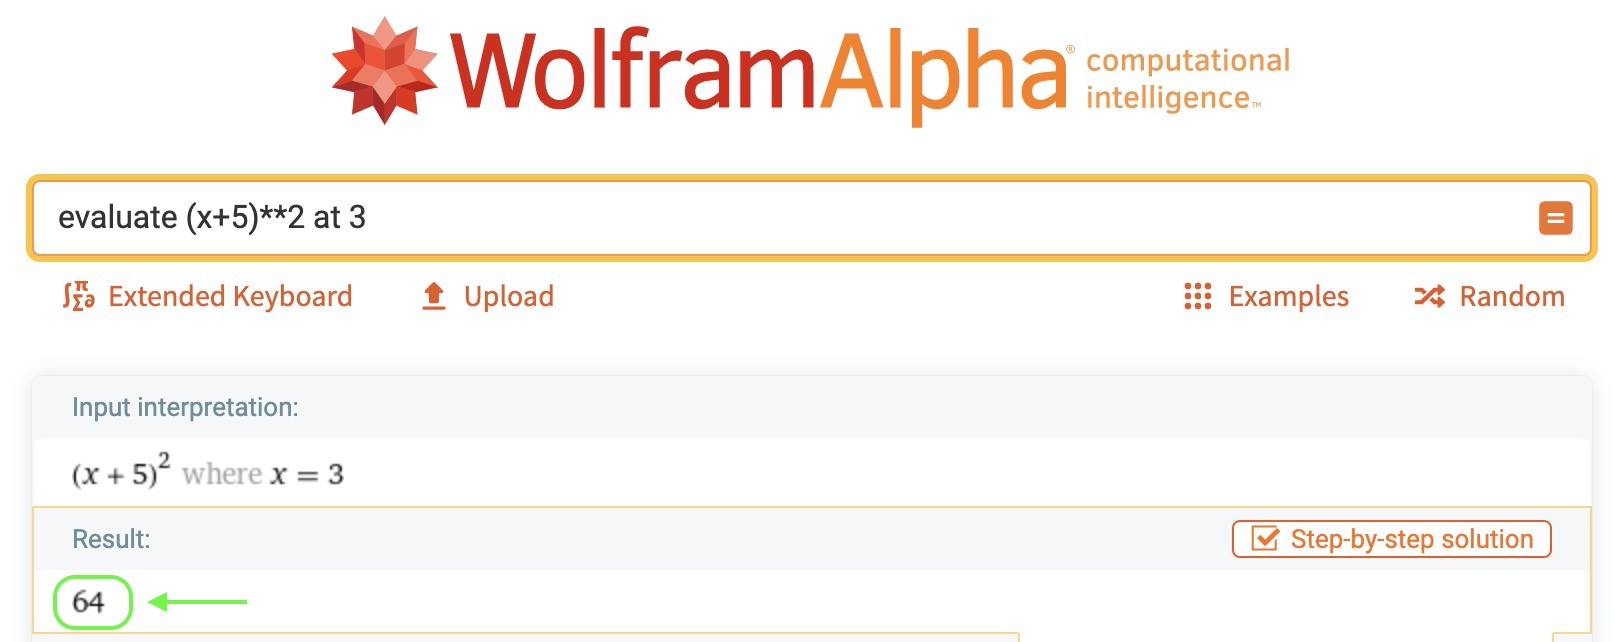 WolframAlpha® computational intelligence™
evaluate (x+5)**2 at 3
Extended Keyboard Upload Examples Random
Input interpretation:
(x + 5)² where x = 3
Result: Step-by-step solution
64